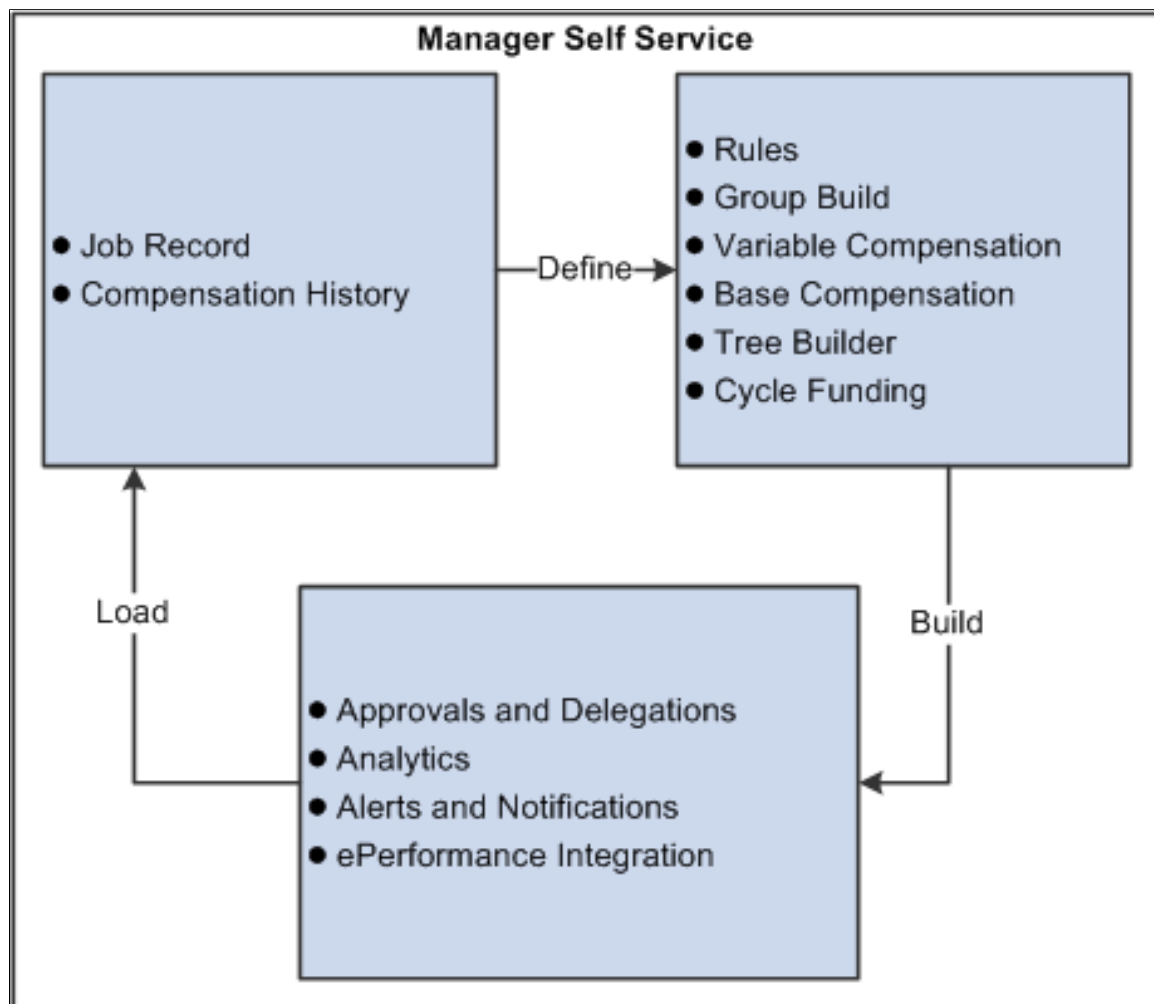 Manager Self Service
● Job Record
● Compensation History
Define
● Rules
● Group Build
● Variable Compensation
● Base Compensation
● Tree Builder
● Cycle Funding
Load
Build
● Approvals and Delegations
● Analytics
● Alerts and Notifications
● ePerformance Integration